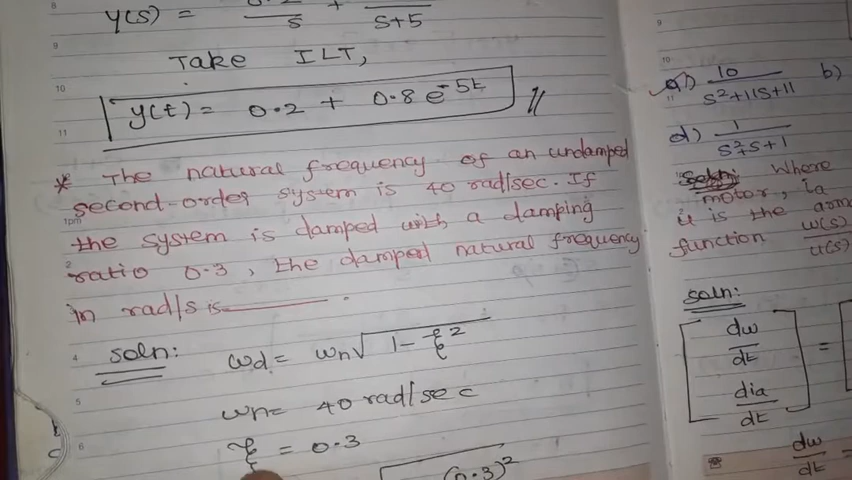 y(s) = s + s+5
Take ILT,
y(t) = 0.2 + 0.8 e^-5t
* The natural frequency of an undamped
second-order system is 40 rad/sec. If
the system is damped with a damping
ratio 0.3, the damped natural frequency
in rad/s is ______.
Soln: ωd = ωn√1-ξ²
ωn = 40 rad/sec
ξ = 0.3
(0.3)²
a) 10/s²+11s+11 b)
d) 1/s²+s+1
Where
motor, ia
is the arma
function ω(s)/u(s)
Soln:
dω/dt =
dia/dt
dω/dt =